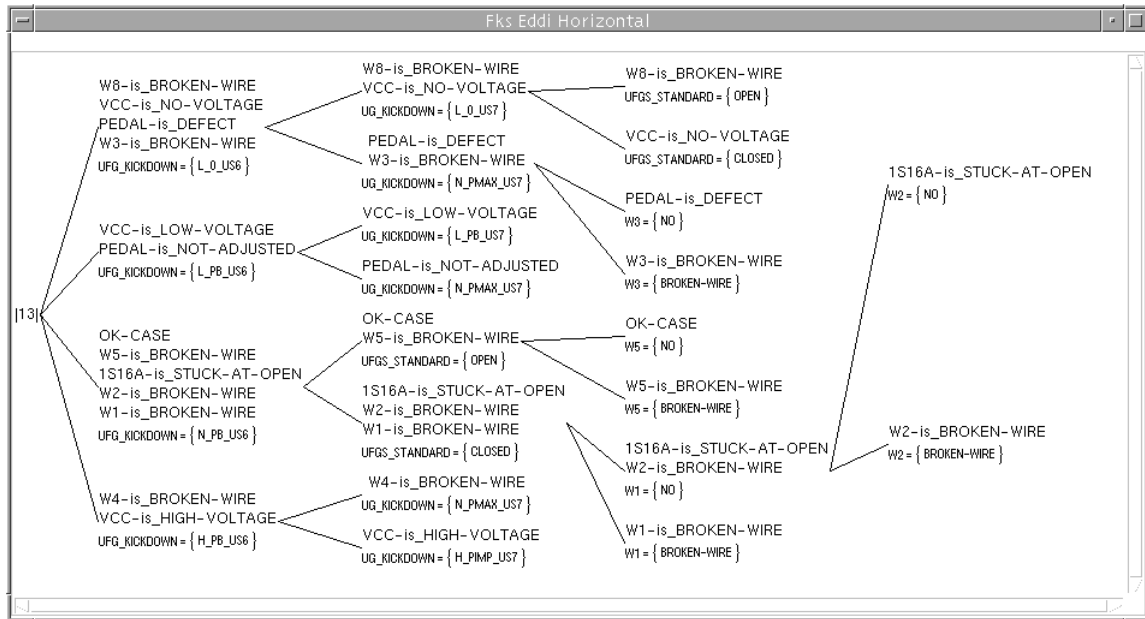 Fks Eddi Horizontal
|13|
W8-is_BROKEN-WIRE
VCC-is_NO-VOLTAGE
PEDAL-is_DEFECT
W3-is_BROKEN-WIRE
UFG_KICKDOWN = { L_0_US6 }
VCC-is_LOW-VOLTAGE
PEDAL-is_NOT-ADJUSTED
UFG_KICKDOWN = { L_PB_US6 }
OK-CASE
W5-is_BROKEN-WIRE
1S16A-is_STUCK-AT-OPEN
W2-is_BROKEN-WIRE
W1-is_BROKEN-WIRE
UFG_KICKDOWN = { N_PB_US6 }
W4-is_BROKEN-WIRE
VCC-is_HIGH-VOLTAGE
UFG_KICKDOWN = { H_PB_US6 }
W8-is_BROKEN-WIRE
VCC-is_NO-VOLTAGE
UG_KICKDOWN = { L_0_US7 }
PEDAL-is_DEFECT
W3-is_BROKEN-WIRE
UG_KICKDOWN = { N_PMAX_US7 }
VCC-is_LOW-VOLTAGE
UG_KICKDOWN = { L_PB_US7 }
PEDAL-is_NOT-ADJUSTED
UG_KICKDOWN = { N_PMAX_US7 }
OK-CASE
W5-is_BROKEN-WIRE
UFGS_STANDARD = { OPEN }
1S16A-is_STUCK-AT-OPEN
W2-is_BROKEN-WIRE
W1-is_BROKEN-WIRE
UFGS_STANDARD = { CLOSED }
W4-is_BROKEN-WIRE
UG_KICKDOWN = { N_PMAX_US7 }
VCC-is_HIGH-VOLTAGE
UG_KICKDOWN = { H_PIMP_US7 }
W8-is_BROKEN-WIRE
UFGS_STANDARD = { OPEN }
VCC-is_NO-VOLTAGE
UFGS_STANDARD = { CLOSED }
PEDAL-is_DEFECT
W3 = { NO }
W3-is_BROKEN-WIRE
W3 = { BROKEN-WIRE }
OK-CASE
W5 = { NO }
W5-is_BROKEN-WIRE
W5 = { BROKEN-WIRE }
1S16A-is_STUCK-AT-OPEN
W2-is_BROKEN-WIRE
W1 = { NO }
W1-is_BROKEN-WIRE
W1 = { BROKEN-WIRE }
1S16A-is_STUCK-AT-OPEN
W2 = { NO }
W2-is_BROKEN-WIRE
W2 = { BROKEN-WIRE }